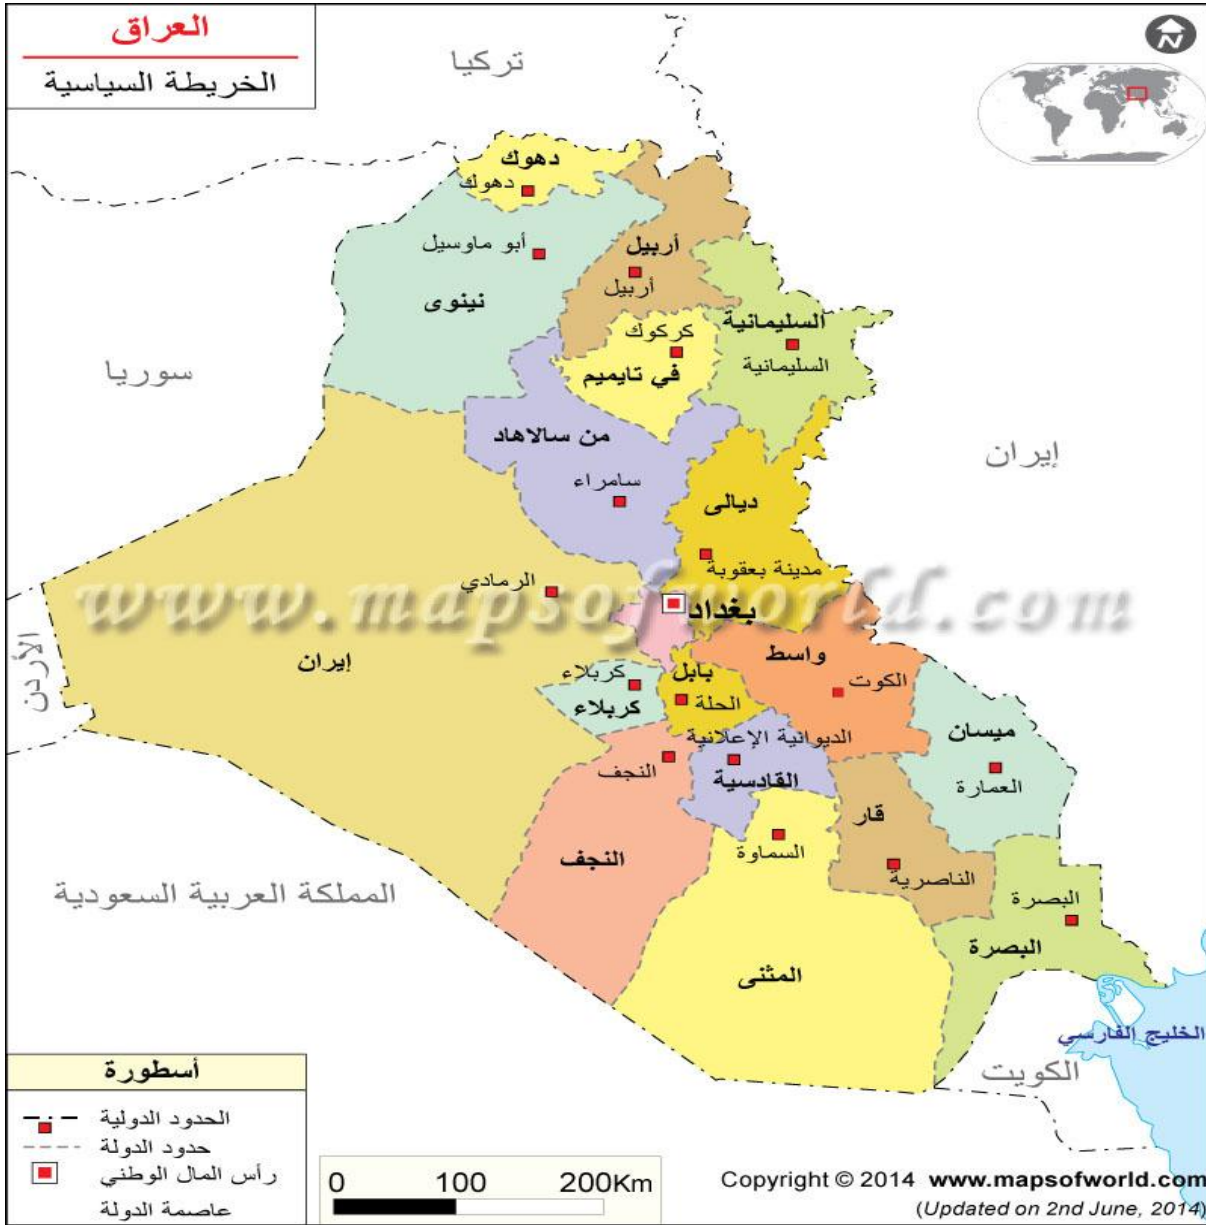 العراق
الخريطة السياسية
N
تركيا
دهوك
دهوك
أبو ماوسيل
نينوى
أربيل
أربيل
السليمانية
السليمانية
كركوك
في تايميم
سوريا
من سالاهاد
سامراء
إيران
ديالى
مدينة بعقوبة
الرمادي
www.mapsofworld.com
بغداد
الأردن
إيران
واسط
الكوت
كربلاء
كربلاء
بابل
الحلة
ميسان
العمارة
الديوانية الإعلانية
القادسية
النجف
النجف
قار
الناصرية
السماوة
المثنى
المملكة العربية السعودية
البصرة
البصرة
الخليج الفارسي
الكويت
أسطورة
الحدود الدولية
حدود الدولة
رأس المال الوطني
عاصمة الدولة
0 100 200Km
Copyright © 2014 www.mapsofworld.com
(Updated on 2nd June, 2014)